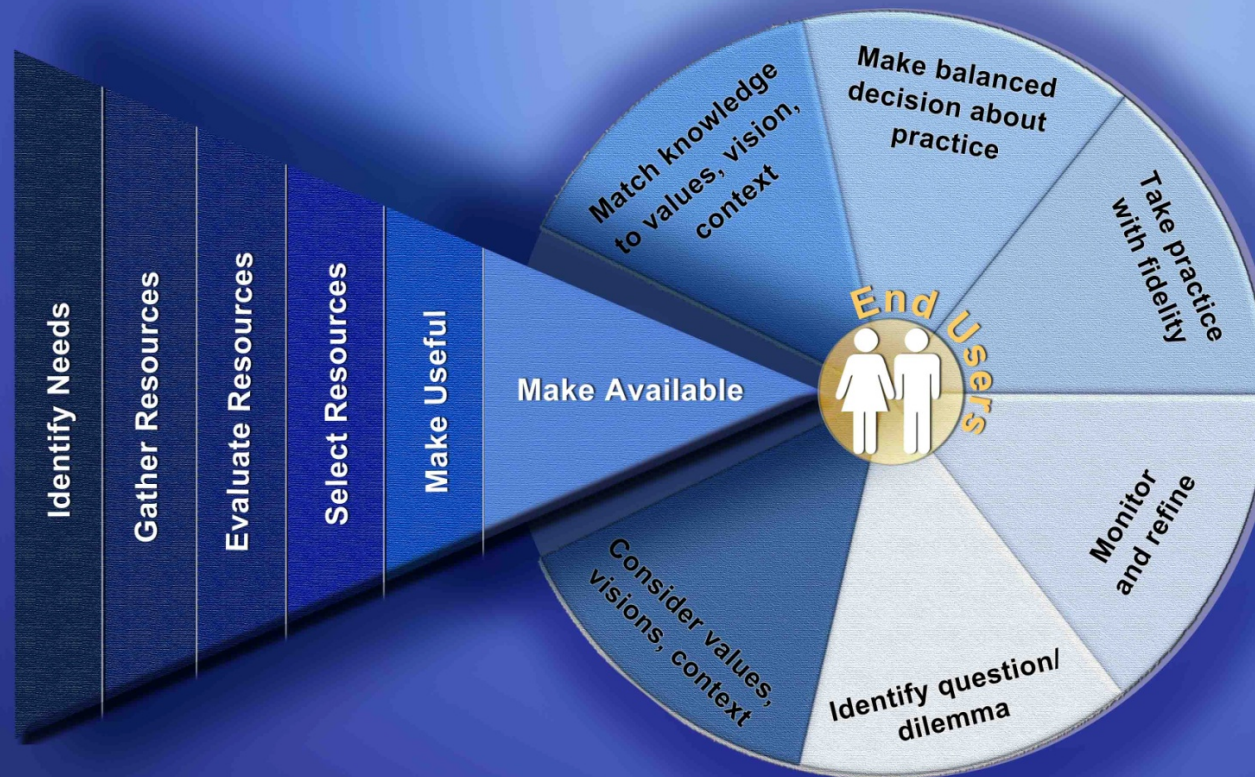 Identify Needs
Gather Resources
Evaluate Resources
Select Resources
Make Useful
Make Available
End Users
Match knowledge
to values, vision,
context
Make balanced
decision about
practice
Take practice
with fidelity
Monitor
and refine
Identify question/
dilemma
Consider values,
visions, context